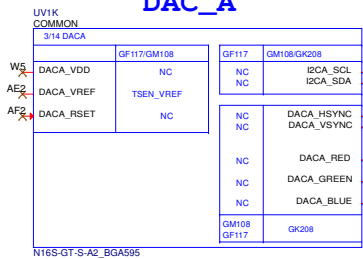 DAC_A
UV1K
COMMON
3/14 DACA
GF117/GM108 GF117 GM108/GK208
W5 DACA_VDD NC NC I2CA_SCL
NC I2CA_SDA
AE2 DACA_VREF TSEN_VREF
AF2 DACA_RSET NC NC DACA_HSYNC
NC DACA_VSYNC
NC DACA_RED
NC DACA_GREEN
NC DACA_BLUE
GM108
GF117 GK208
N16S-GT-S-A2_BGA595